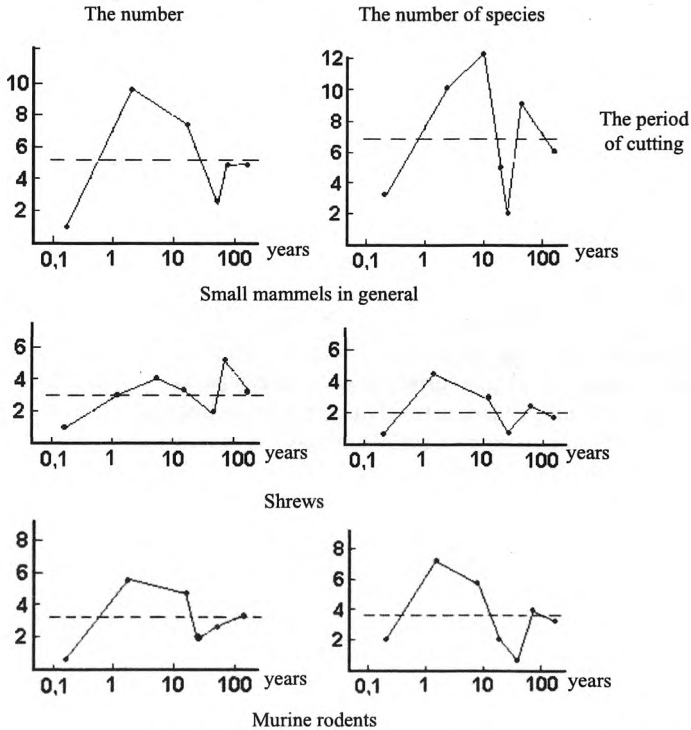 The number
The number of species
10
8
6
4
2
0,1 1 10 100 years
12
10
8
6
4
2
0,1 1 10 100 years
The period
of cutting
Small mammels in general
6
4
2
0,1 1 10 100 years
6
4
2
0,1 1 10 100 years
Shrews
8
6
4
2
0,1 1 10 100 years
8
6
4
2
0,1 1 10 100 years
Murine rodents